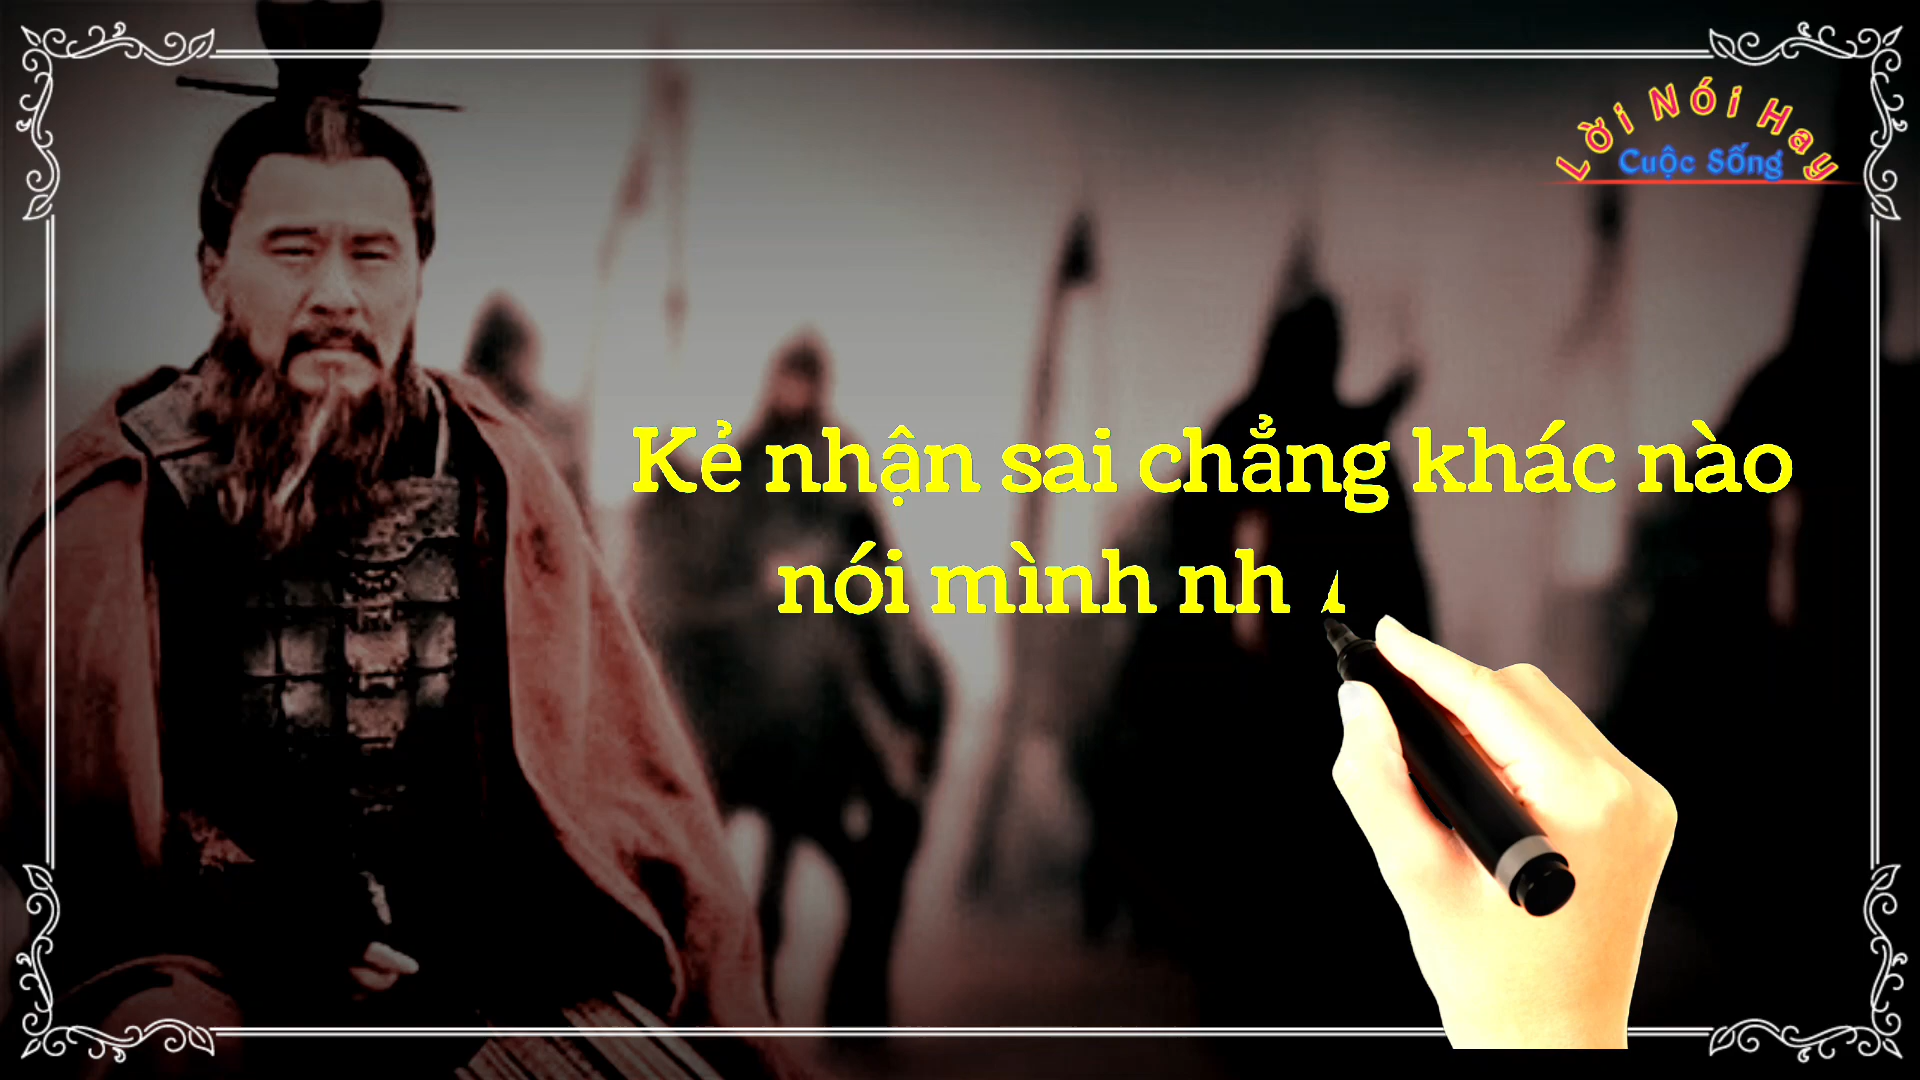 Lời Nói Hay
Cuộc Sống
Kẻ nhận sai chẳng khác nào
nói mình nh